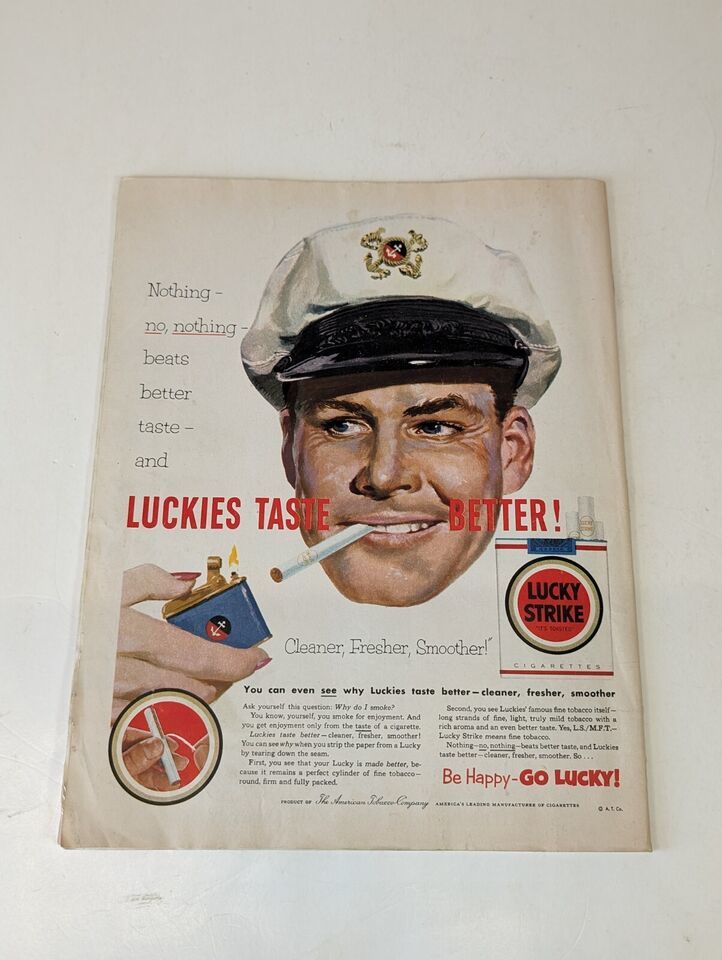 Nothing -
no, nothing -
beats
better
taste -
and
LUCKIES TASTE BETTER!
Cleaner, Fresher, Smoother!"
LUCKY
STRIKE
"IT'S TOASTED"
CIGARETTES
You can even see why Luckies taste better—cleaner, fresher, smoother
Ask yourself this question: Why do I smoke?
You know, yourself, you smoke for enjoyment. And
you get enjoyment only from the taste of a cigarette.
Luckies taste better—cleaner, fresher, smoother!
You can see why when you strip the paper from a Lucky
by tearing down the seam.
First, you see that your Lucky is made better, be-
cause it remains a perfect cylinder of fine tobacco—
round, firm and fully packed.
Second, you see Luckies' famous fine tobacco itself—
long strands of fine, light, truly mild tobacco with a
rich aroma and an even better taste. Yes, L.S./M.F.T.—
Lucky Strike means fine tobacco.
Nothing—no, nothing—beats better taste, and Luckies
taste better—cleaner, fresher, smoother. So . . .
Be Happy-GO LUCKY!
PRODUCT OF The American Tobacco Company AMERICA'S LEADING MANUFACTURER OF CIGARETTES
© A. T. Co.